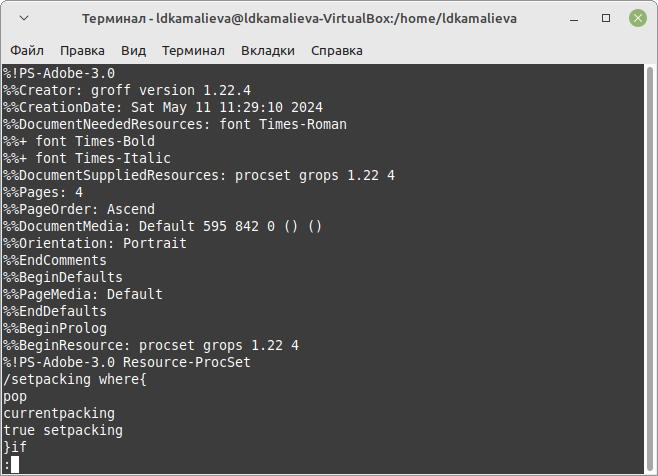 Терминал - ldkamalieva@ldkamalieva-VirtualBox:/home/ldkamalieva
Файл Правка Вид Терминал Вкладки Справка
%!PS-Adobe-3.0
%%Creator: groff version 1.22.4
%%CreationDate: Sat May 11 11:29:10 2024
%%DocumentNeededResources: font Times-Roman
%%+ font Times-Bold
%%+ font Times-Italic
%%DocumentSuppliedResources: procset grops 1.22 4
%%Pages: 4
%%PageOrder: Ascend
%%DocumentMedia: Default 595 842 0 () ()
%%Orientation: Portrait
%%EndComments
%%BeginDefaults
%%PageMedia: Default
%%EndDefaults
%%BeginProlog
%%BeginResource: procset grops 1.22 4
%!PS-Adobe-3.0 Resource-ProcSet
/setpacking where{
pop
currentpacking
true setpacking
}if
: